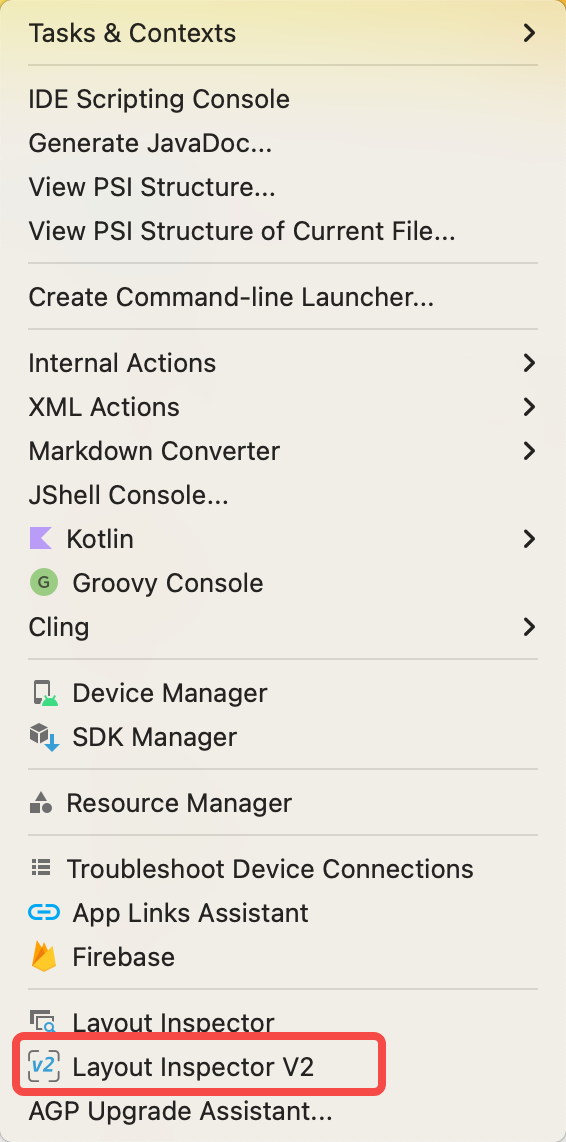 Tasks & Contexts
IDE Scripting Console
Generate JavaDoc...
View PSI Structure...
View PSI Structure of Current File...
Create Command-line Launcher...
Internal Actions
XML Actions
Markdown Converter
JShell Console...
Kotlin
G Groovy Console
Cling
Device Manager
SDK Manager
Resource Manager
Troubleshoot Device Connections
App Links Assistant
Firebase
Layout Inspector
v2 Layout Inspector V2
AGP Upgrade Assistant...